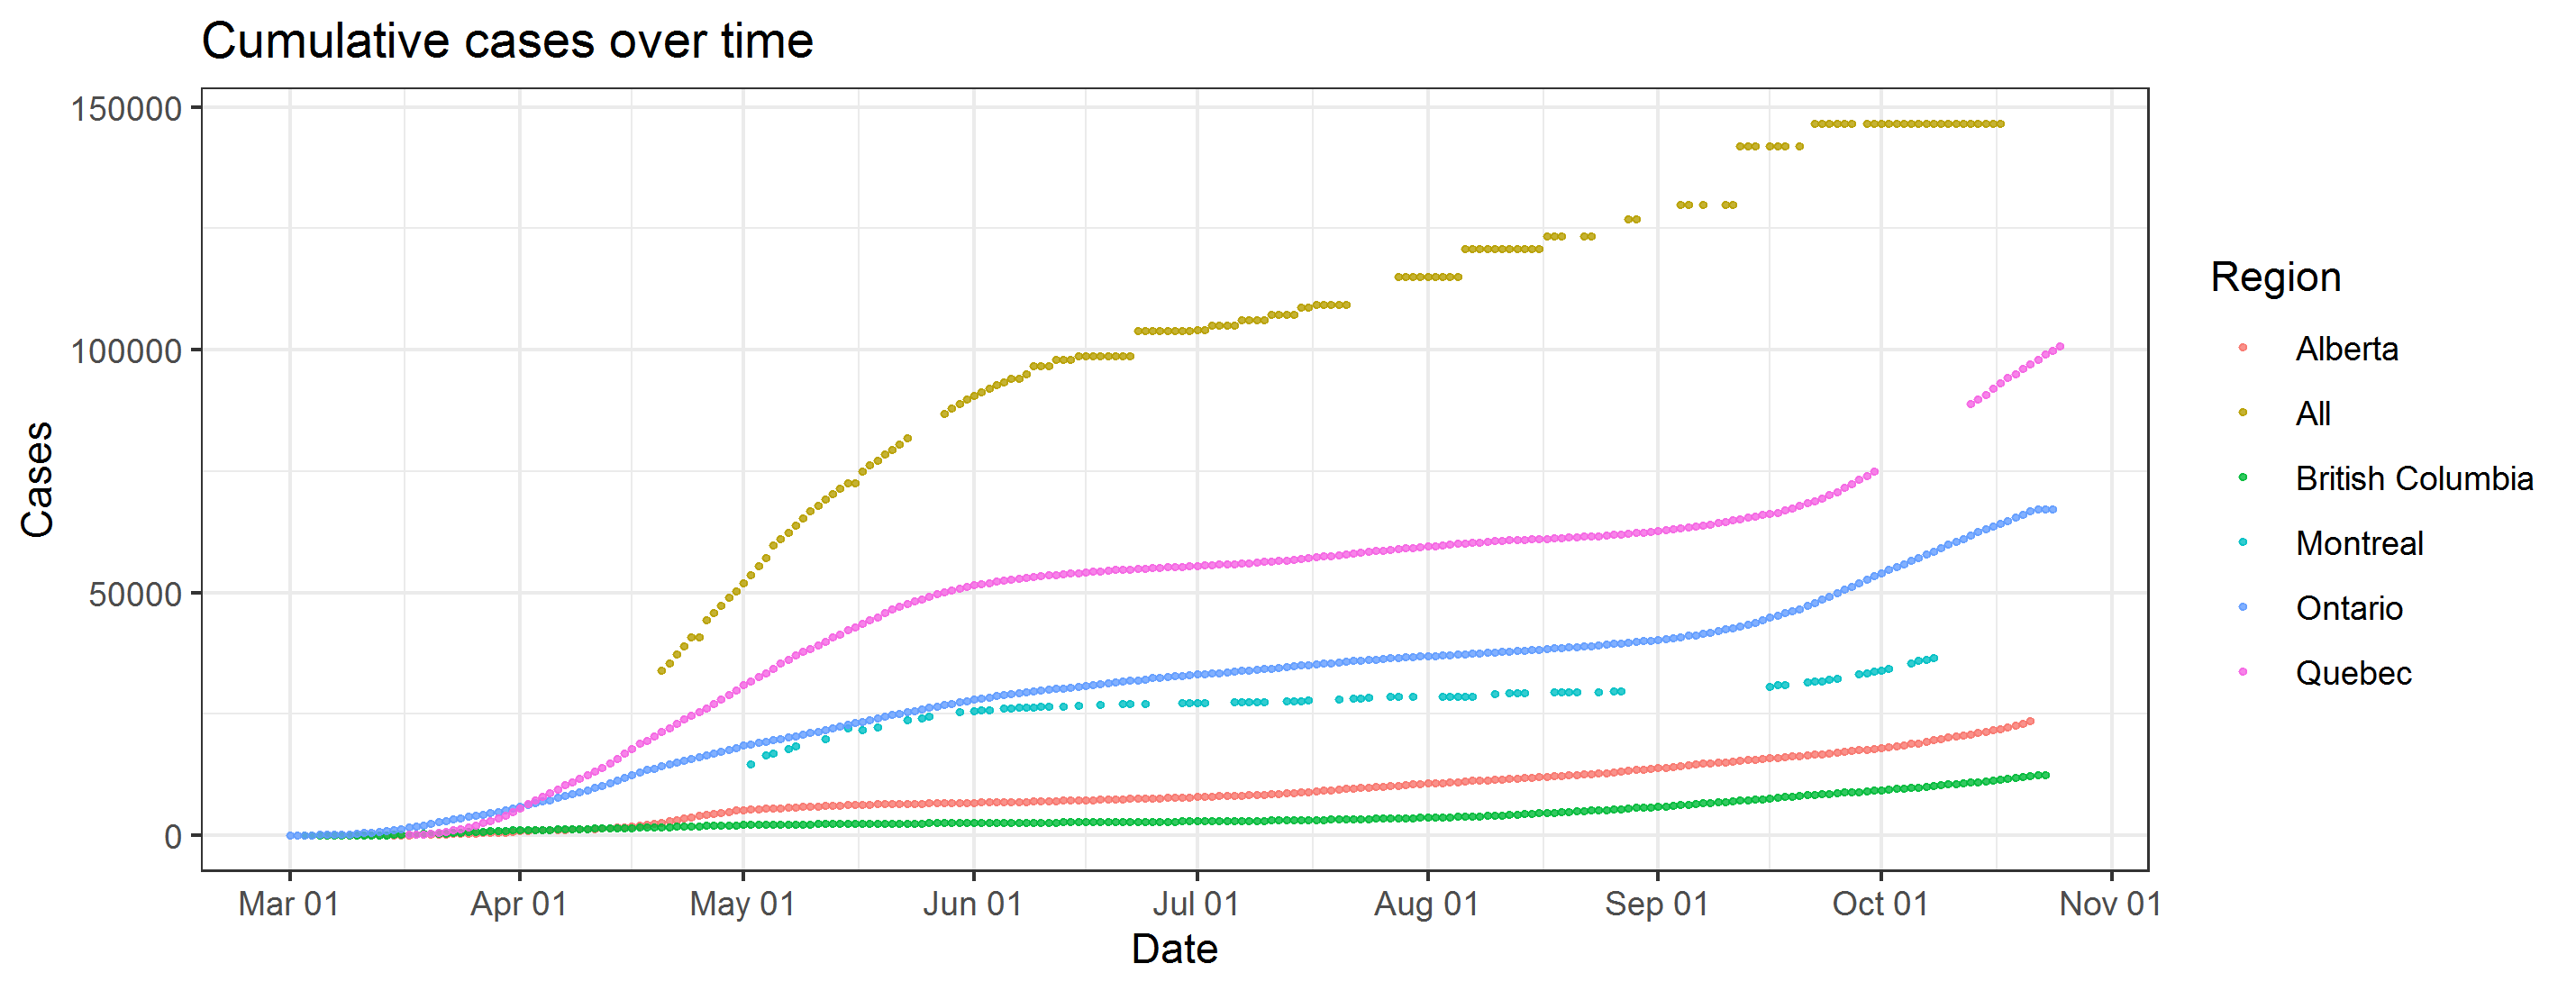 Cumulative cases over time
150000
100000
50000
0
Cases
Mar 01 Apr 01 May 01 Jun 01 Jul 01 Aug 01 Sep 01 Oct 01 Nov 01
Date
Region
Alberta
All
British Columbia
Montreal
Ontario
Quebec